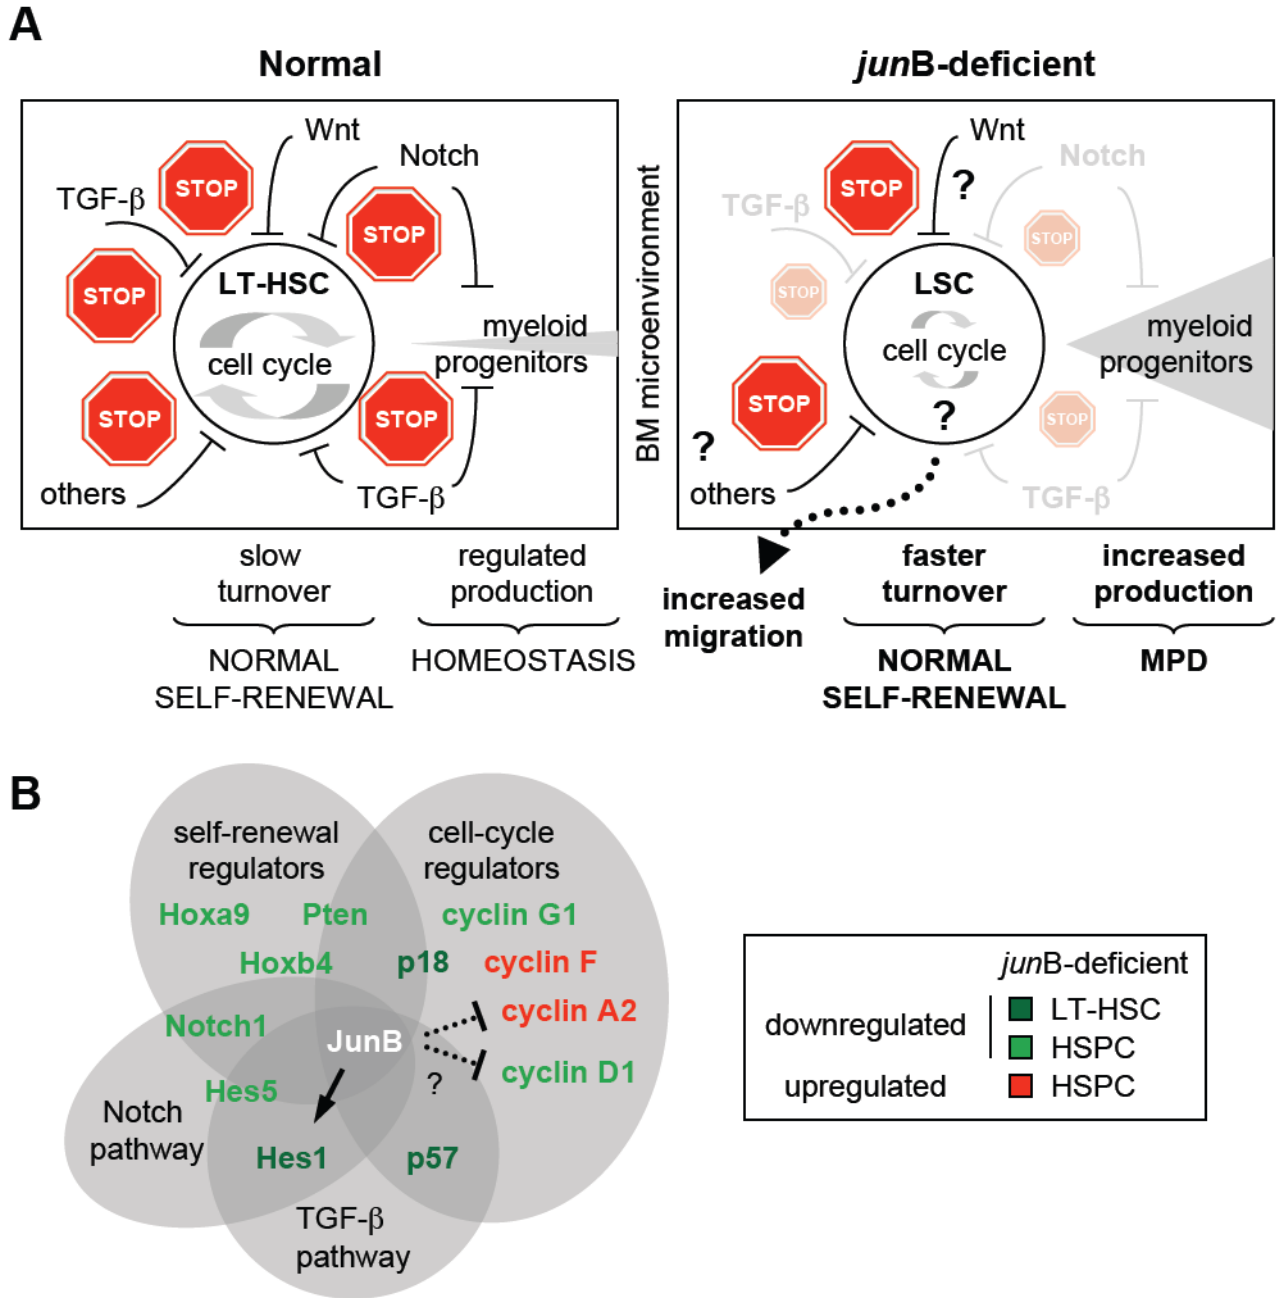 A
Normal
junB-deficient
Wnt
Notch
TGF-β
STOP
STOP
STOP
STOP
STOP
LT-HSC
cell cycle
myeloid
progenitors
others
TGF-β
BM microenvironment
Wnt
?
Notch
TGF-β
STOP
STOP
STOP
STOP
STOP
LSC
cell cycle
?
myeloid
progenitors
?
others
TGF-β
slow
turnover
NORMAL
SELF-RENEWAL
regulated
production
HOMEOSTASIS
increased
migration
faster
turnover
NORMAL
SELF-RENEWAL
increased
production
MPD
B
self-renewal
regulators
cell-cycle
regulators
Hoxa9
Pten
cyclin G1
Hoxb4
p18
cyclin F
Notch1
JunB
cyclin A2
cyclin D1
?
Hes5
Notch
pathway
Hes1
p57
TGF-β
pathway
junB-deficient
downregulated
LT-HSC
HSPC
upregulated
HSPC